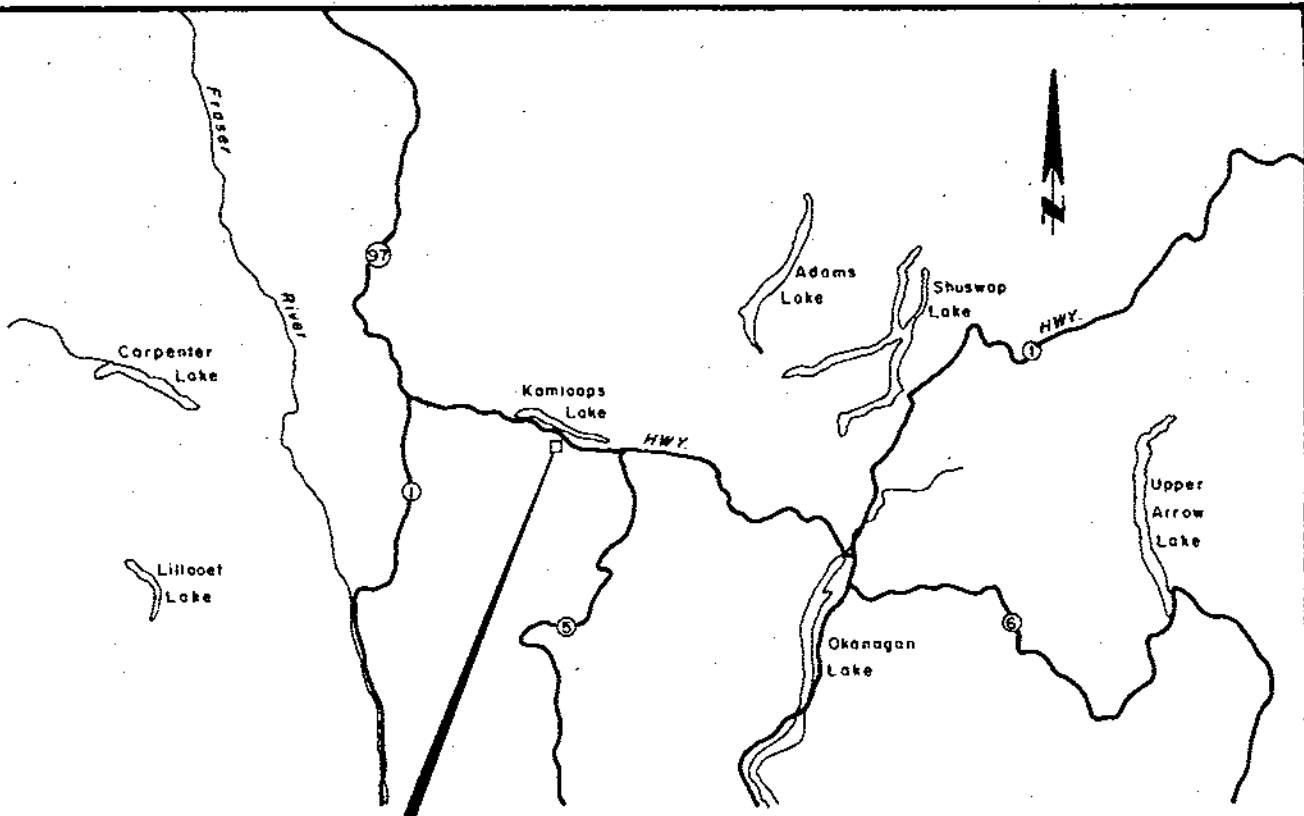 Fraser
River
97
Adams
Lake
Shuswap
Lake
N
HWY.
1
Carpenter
Lake
Kamloops
Lake
HWY.
1
Upper
Arrow
Lake
Lillooet
Lake
5
6
Okanagan
Lake